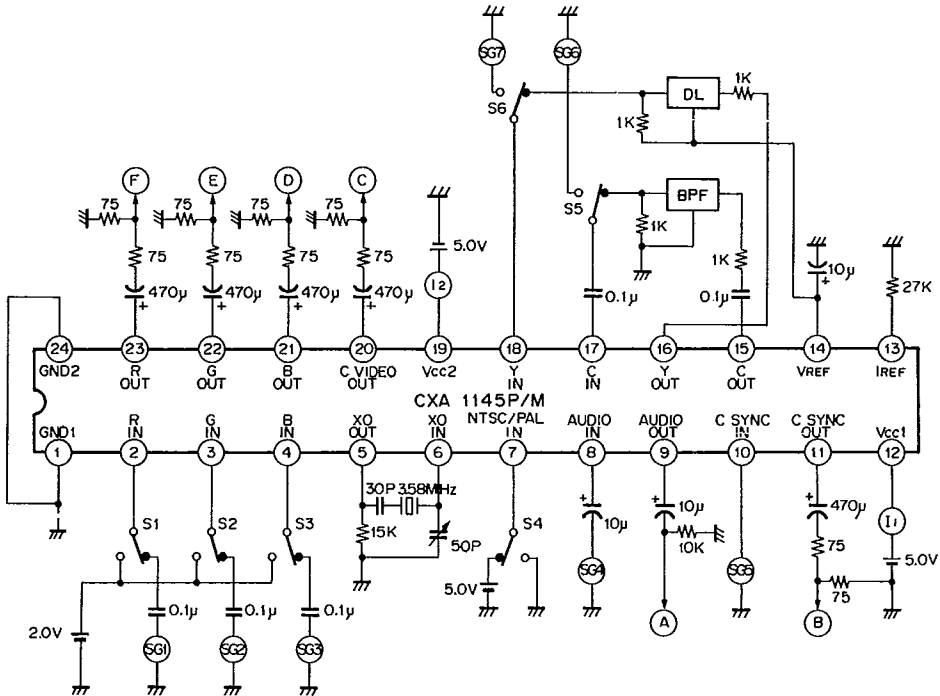 SG7
SG6
S6
DL
1K
1K
S5
BPF
1K
1K
F
E
D
C
75
75
75
75
75
75
75
75
5.0V
I2
470μ
470μ
470μ
470μ
0.1μ
0.1μ
10μ
27K
24
23
22
21
20
19
18
17
16
15
14
13
GND2
R OUT
G OUT
B OUT
C VIDEO OUT
Vcc2
Y IN
C IN
Y OUT
C OUT
VREF
IREF
CXA 1145P/M
GND1
R IN
G IN
B IN
XO OUT
XO IN
NTSC/PAL IN
AUDIO IN
AUDIO OUT
C SYNC IN
C SYNC OUT
Vcc1
1
2
3
4
5
6
7
8
9
10
11
12
30P
3.58MHz
15K
50P
S1
S2
S3
S4
10μ
10μ
10K
470μ
75
75
I1
5.0V
5.0V
0.1μ
0.1μ
0.1μ
2.0V
SG1
SG2
SG3
SG4
SG5
A
B